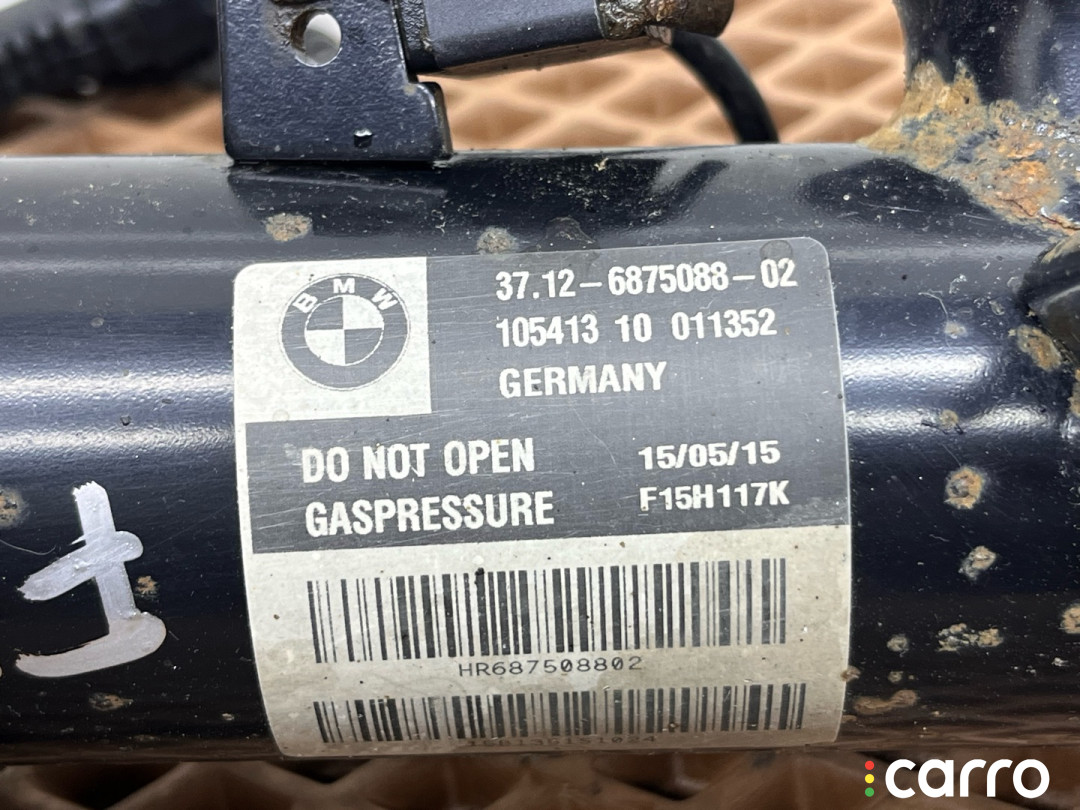 BMW
37.12-6875088-02
105413 10 011352
GERMANY
DO NOT OPEN
15/05/15
GASPRESSURE
F15H117K
HR687508802
carro